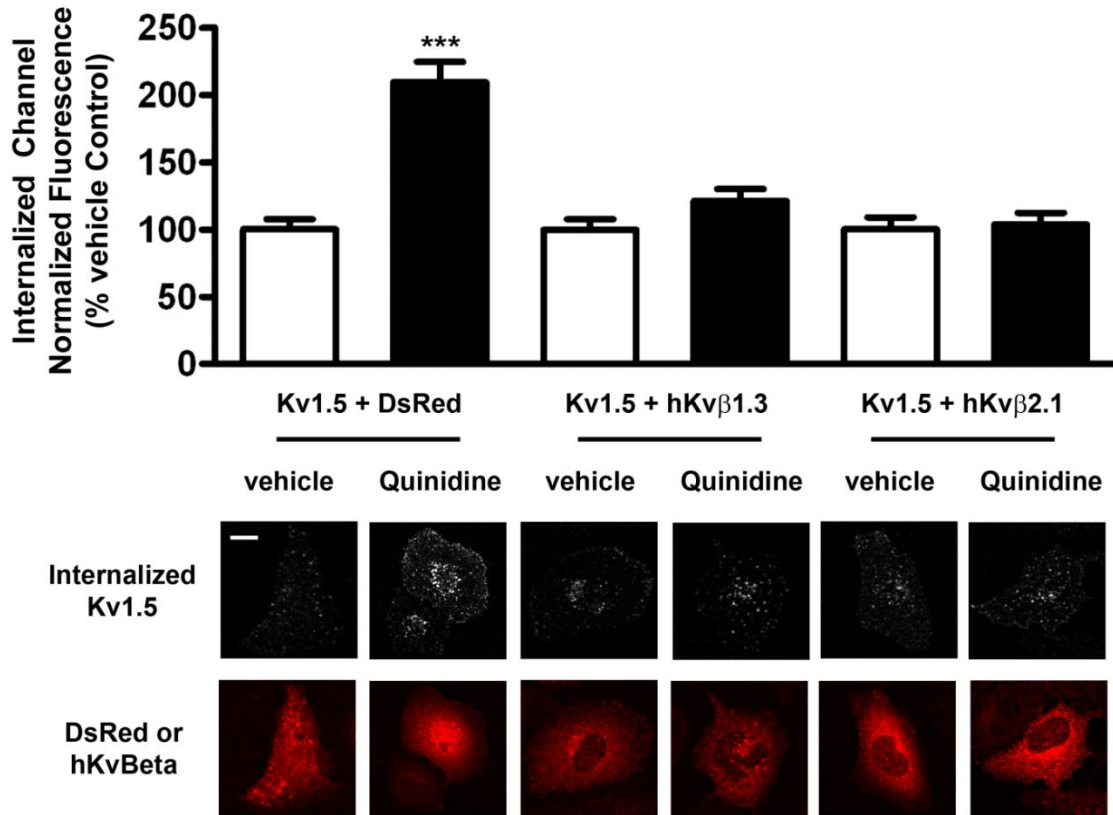 Internalized Channel
Normalized Fluorescence
(% vehicle Control)
250
200
150
100
50
0
***
Kv1.5 + DsRed
Kv1.5 + hKvβ1.3
Kv1.5 + hKvβ2.1
vehicle
Quinidine
vehicle
Quinidine
vehicle
Quinidine
Internalized
Kv1.5
DsRed or
hKvBeta